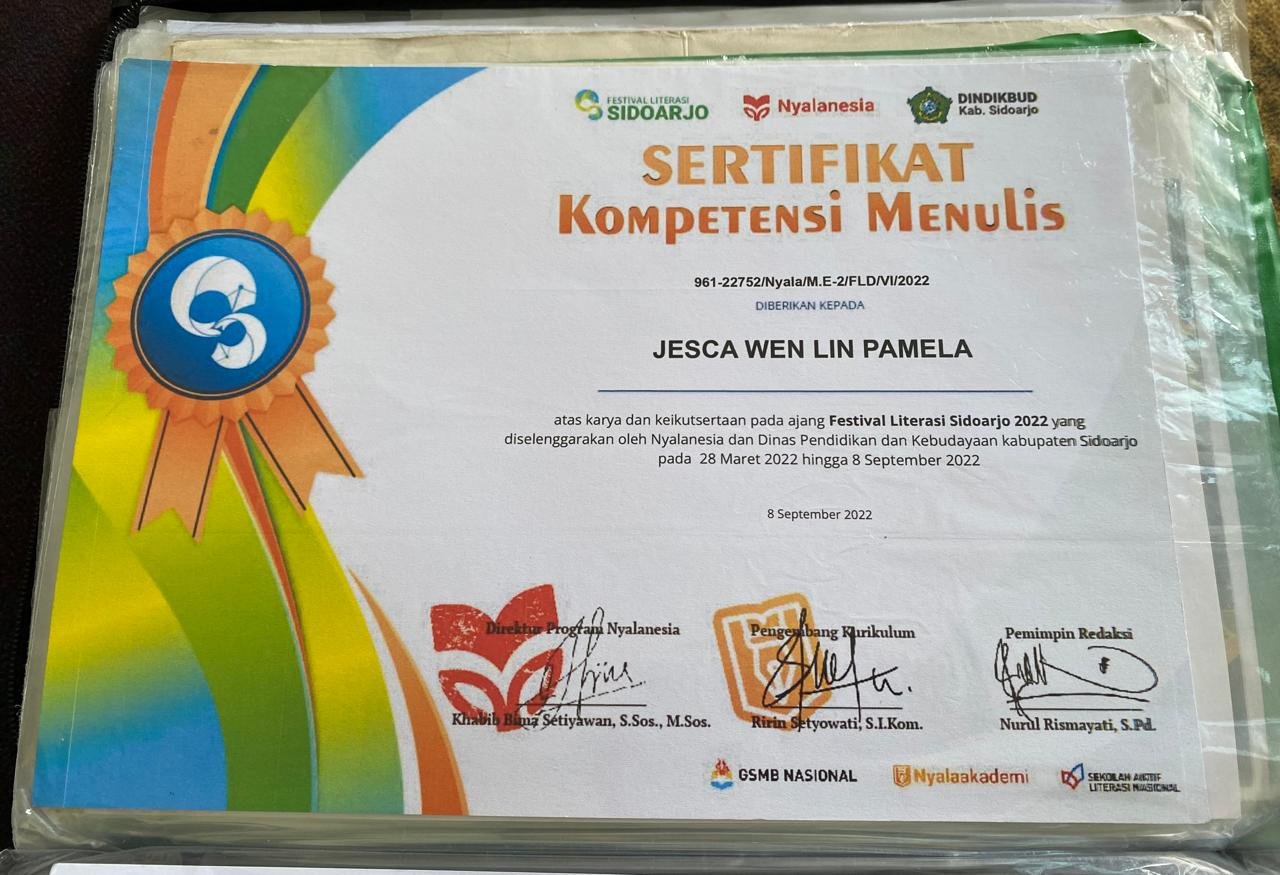 FESTIVAL LITERASI
SIDOARJO
Nyalanesia
DINDIKBUD
Kab. Sidoarjo
SERTIFIKAT
KOMPETENSI MENULIS
961-22752/Nyala/M.E-2/FLD/VI/2022
DIBERIKAN KEPADA
JESCA WEN LIN PAMELA
atas karya dan keikutsertaan pada ajang Festival Literasi Sidoarjo 2022 yang
diselenggarakan oleh Nyalanesia dan Dinas Pendidikan dan Kebudayaan kabupaten Sidoarjo
pada 28 Maret 2022 hingga 8 September 2022
8 September 2022
Direktur Program Nyalanesia
Khabib Bima Setiyawan, S.Sos., M.Sos.
Pengembang Kurikulum
Ririn Setyowati, S.I.Kom.
Pemimpin Redaksi
Nurul Rismayati, S.Pd.
GSMB NASIONAL
Nyalaakademi
SEKOLAH AKTIF
LITERASI NASIONAL